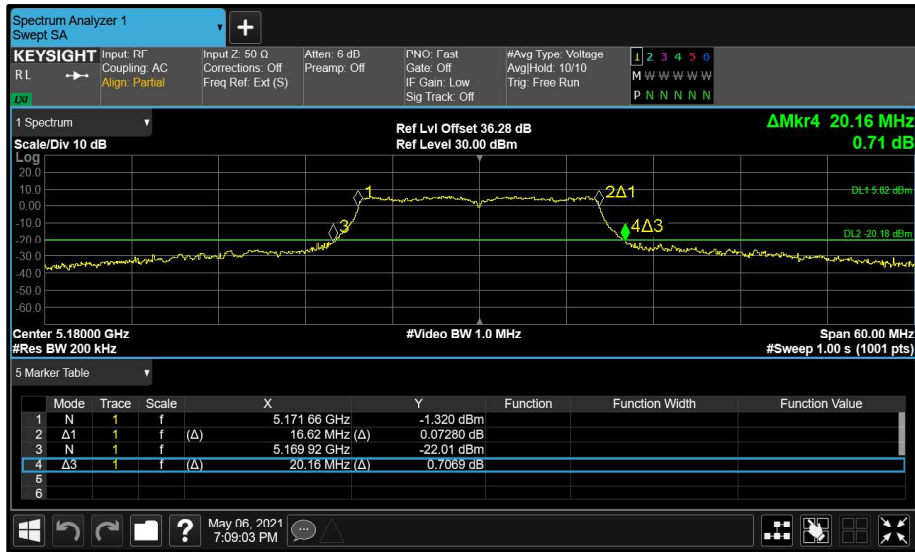 Spectrum Analyzer 1
Swept SA
+
KEYSIGHT
RL
LXI
Input: RF
Coupling: AC
Align: Partial
Input Z: 50 Ω
Corrections: Off
Freq Ref: Ext (S)
Atten: 6 dB
Preamp: Off
PNO: Fast
Gate: Off
IF Gain: Low
Sig Track: Off
#Avg Type: Voltage
Avg|Hold: 10/10
Trig: Free Run
1 2 3 4 5 6
M W W W W W
P N N N N N
1 Spectrum
Scale/Div 10 dB
Ref Lvl Offset 36.28 dB
Ref Level 30.00 dBm
ΔMkr4 20.16 MHz
0.71 dB
Log
20.0
10.0
0.00
-10.0
-20.0
-30.0
-40.0
-50.0
-60.0
1
2Δ1
3
4Δ3
DL1 5.82 dBm
DL2 -20.18 dBm
Center 5.18000 GHz
#Res BW 200 kHz
#Video BW 1.0 MHz
Span 60.00 MHz
#Sweep 1.00 s (1001 pts)
5 Marker Table
Mode Trace Scale X Y Function Function Width Function Value
1 N 1 f 5.171 66 GHz -1.320 dBm
2 Δ1 1 f (Δ) 16.62 MHz (Δ) 0.07280 dB
3 N 1 f 5.169 92 GHz -22.01 dBm
4 Δ3 1 f (Δ) 20.16 MHz (Δ) 0.7069 dB
5
6
?
May 06, 2021
7:09:03 PM